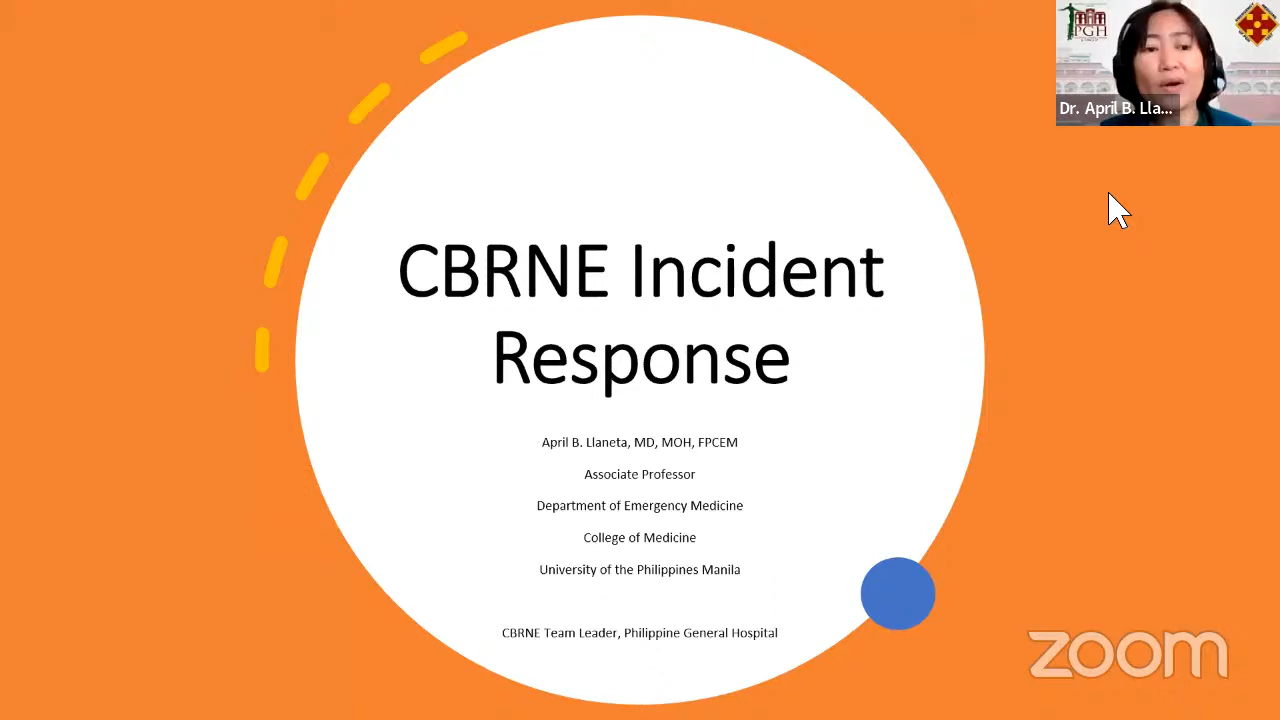 PGH
Dr. April B. Lla...
CBRNE Incident
Response
April B. Llaneta, MD, MOH, FPCEM
Associate Professor
Department of Emergency Medicine
College of Medicine
University of the Philippines Manila
CBRNE Team Leader, Philippine General Hospital
zoom